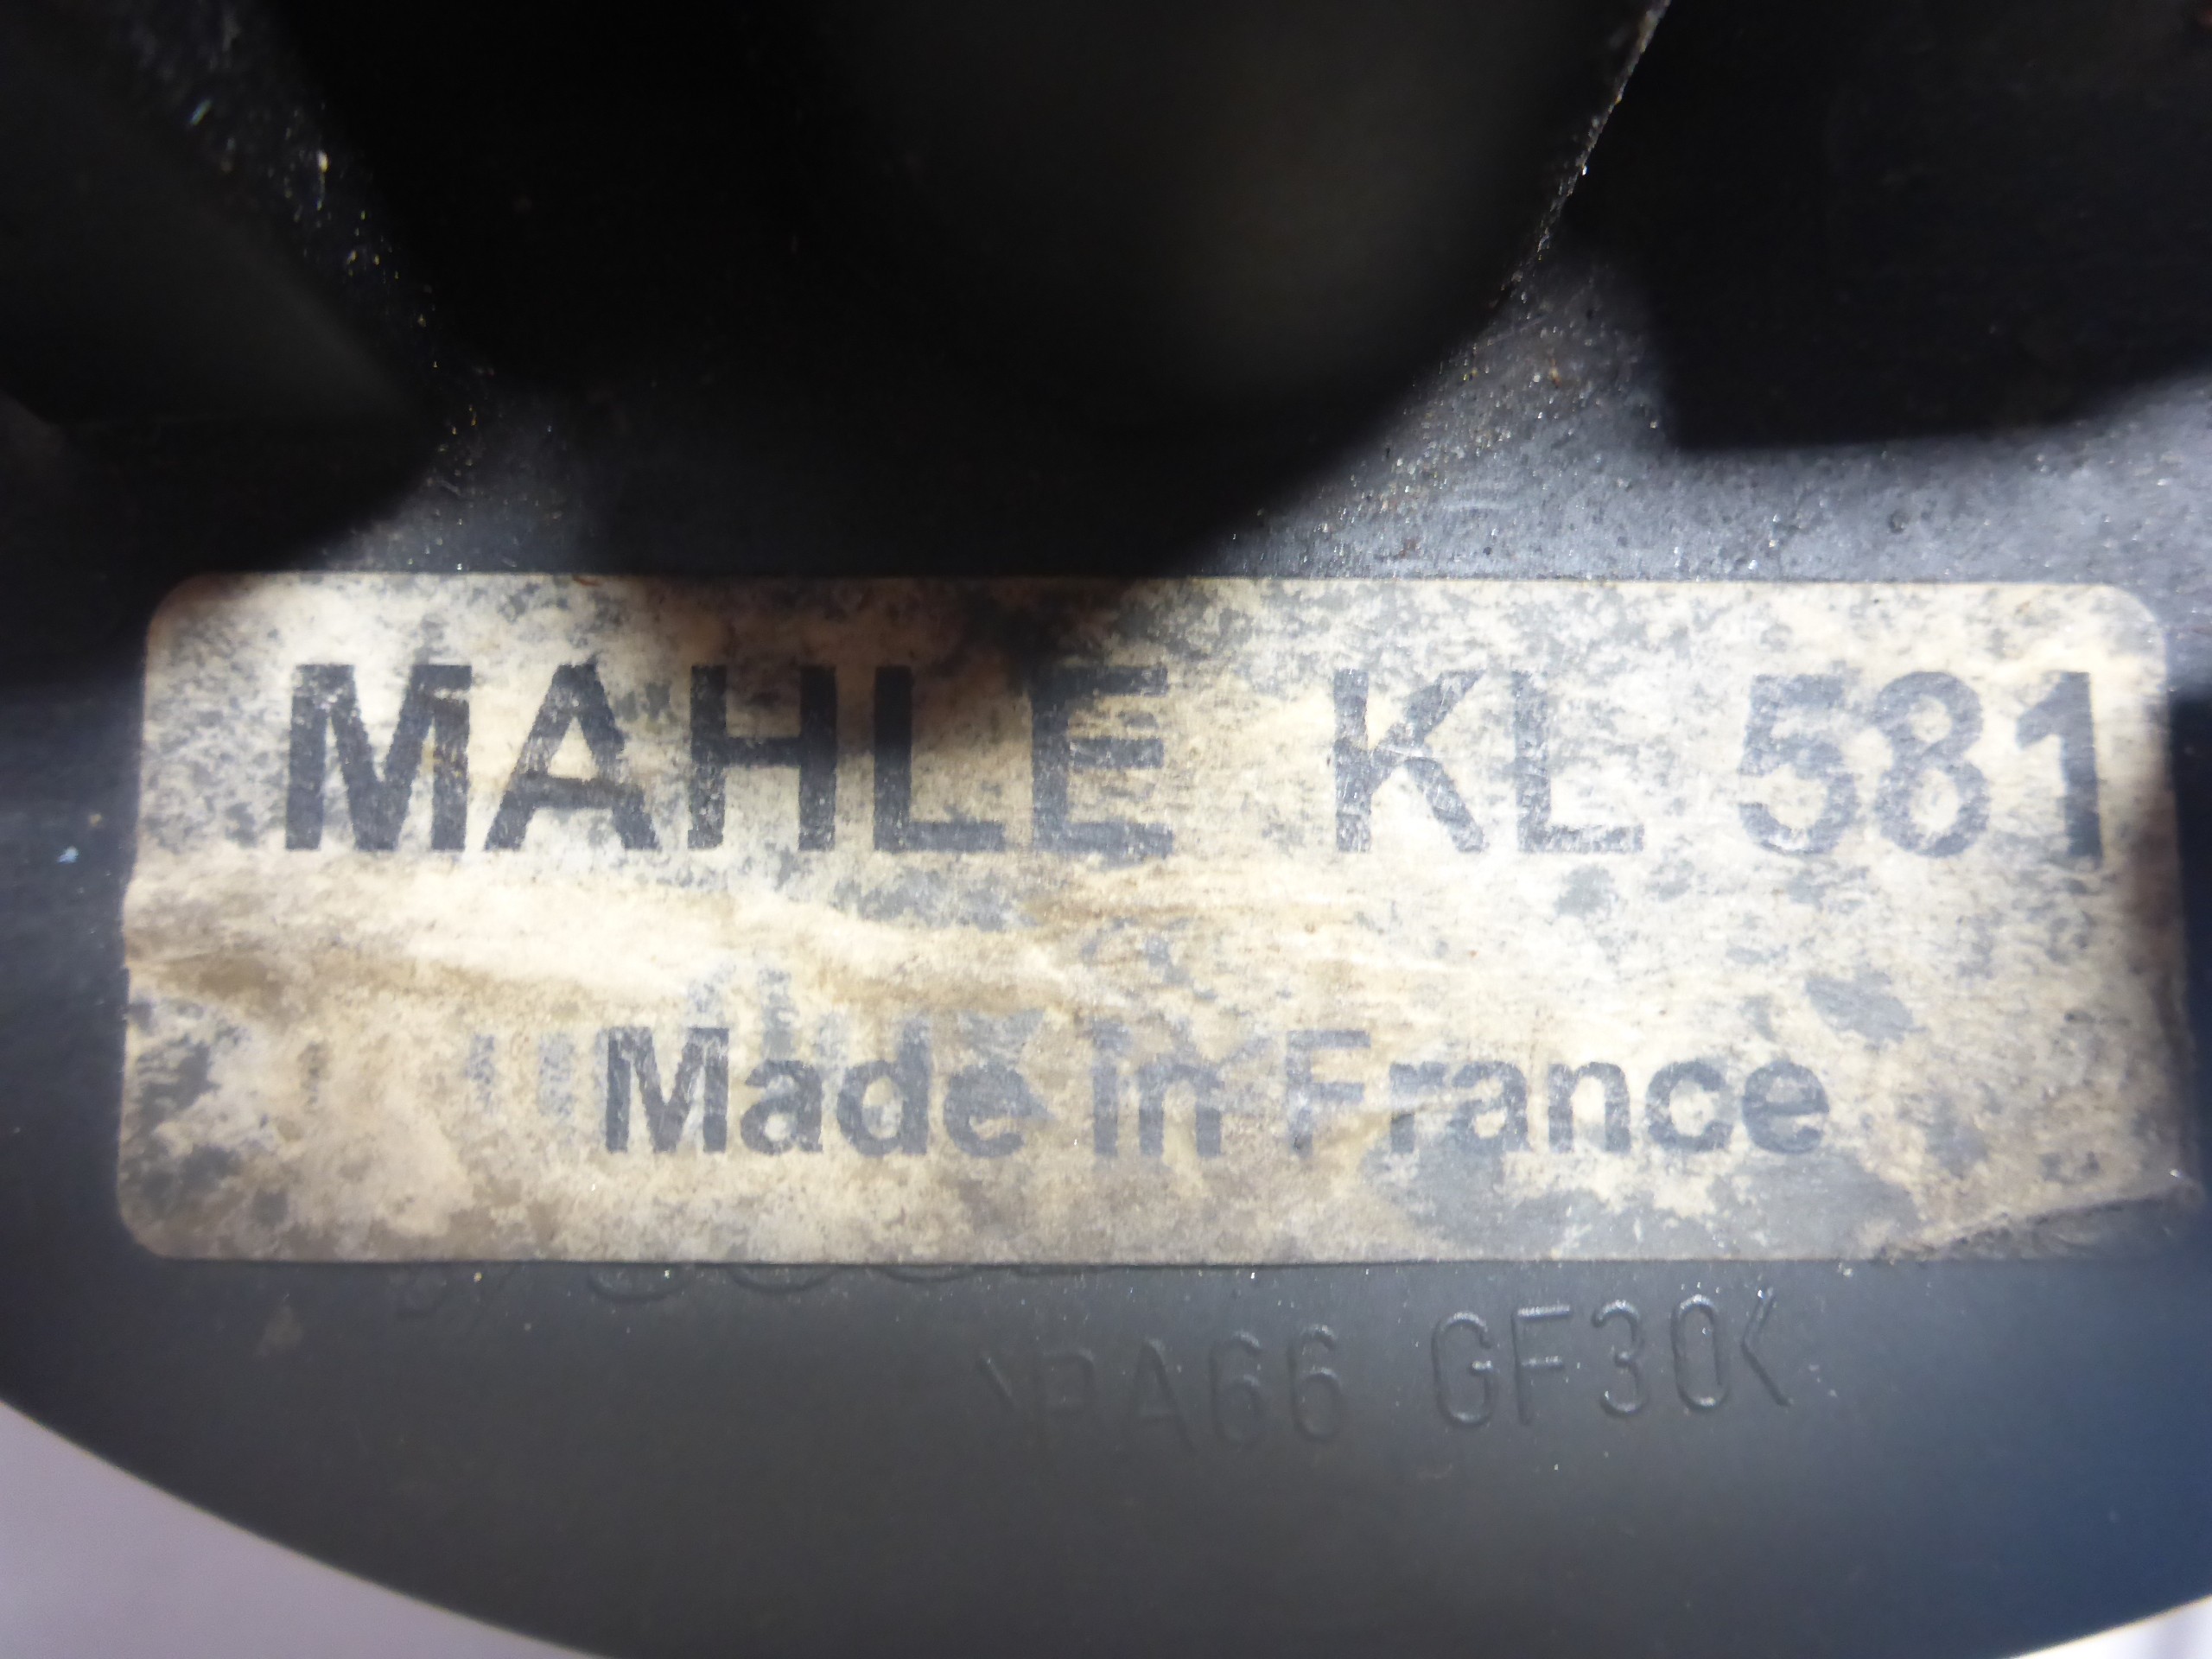 MAHLE KL 581
Made in France
>PA66 GF30<